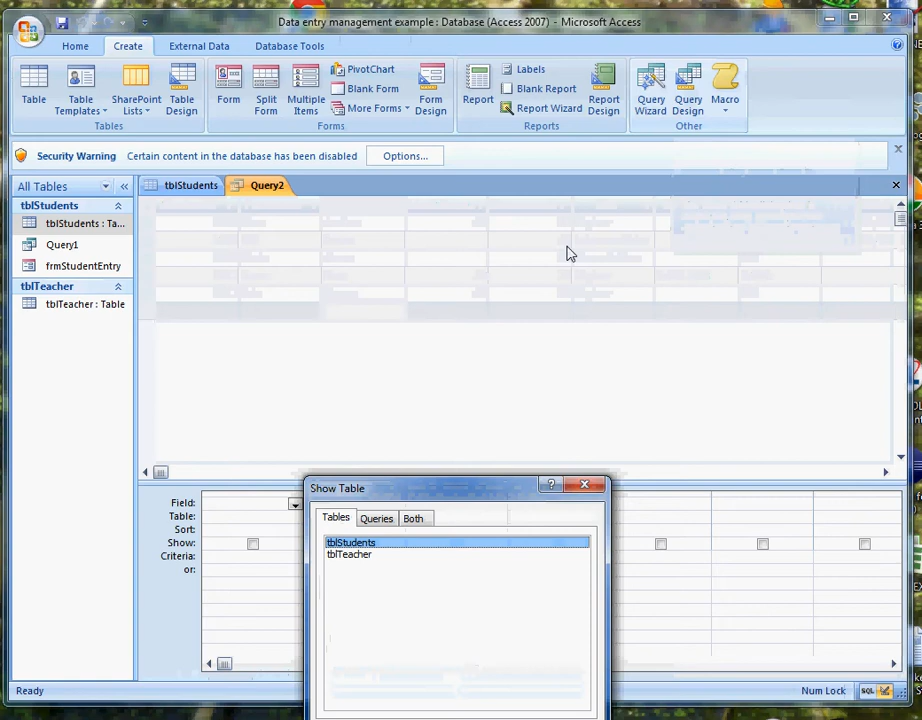 Data entry management example : Database (Access 2007) - Microsoft Access
Home Create External Data Database Tools
Table
Table Templates
SharePoint Lists
Table Design
Tables
Form
Split Form
Multiple Items
PivotChart
Blank Form
More Forms
Form Design
Forms
Report
Labels
Blank Report
Report Wizard
Report Design
Reports
Query Wizard
Query Design
Macro
Other
Security Warning Certain content in the database has been disabled Options...
All Tables
tblStudents
tblStudents : Ta...
Query1
frmStudentEntry
tblTeacher
tblTeacher : Table
tblStudents Query2
Field:
Table:
Sort:
Show:
Criteria:
or:
Show Table
Tables Queries Both
tblStudents
tblTeacher
Ready Num Lock SQL